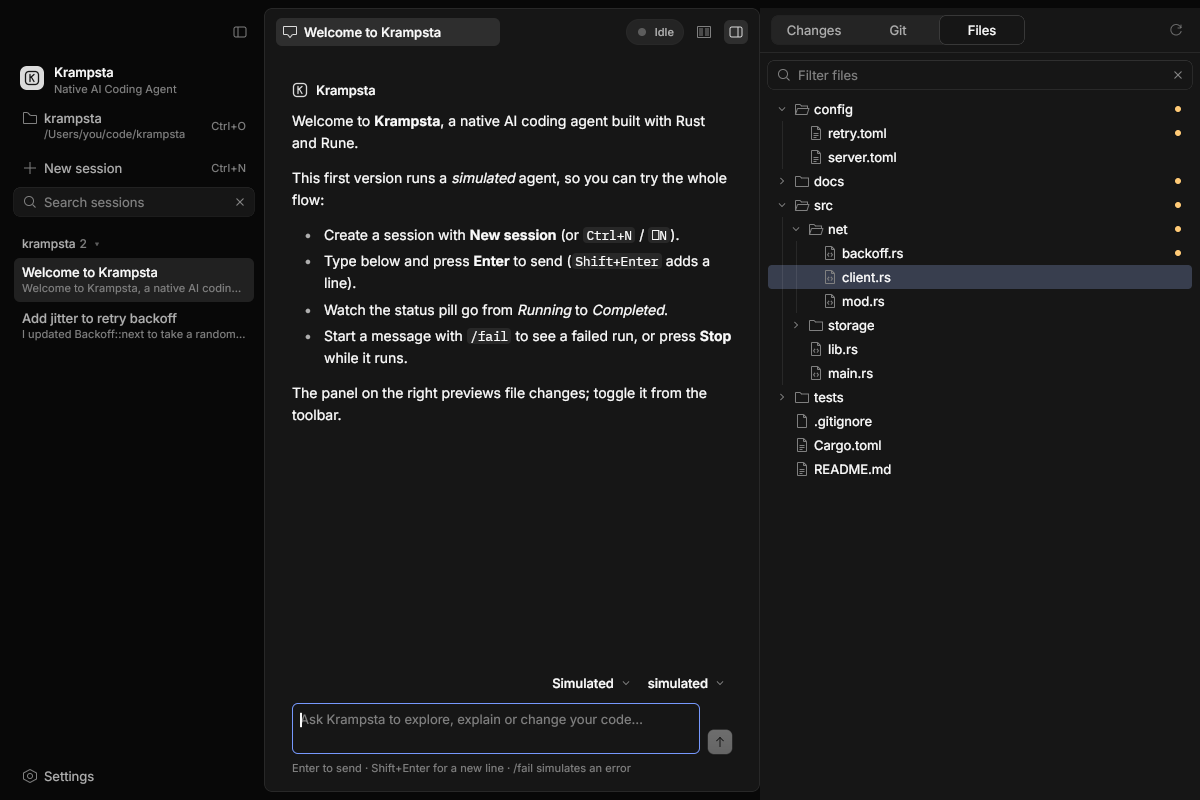 Krampsta
Native AI Coding Agent
krampsta
/Users/you/code/krampsta
Ctrl+O
New session
Ctrl+N
Search sessions
krampsta 2
Welcome to Krampsta
Welcome to Krampsta, a native AI codin...
Add jitter to retry backoff
I updated Backoff::next to take a random...
Settings
Welcome to Krampsta
Idle
Krampsta
Welcome to Krampsta, a native AI coding agent built with Rust
and Rune.
This first version runs a simulated agent, so you can try the whole
flow:
• Create a session with New session (or Ctrl+N / ▯N).
• Type below and press Enter to send ( Shift+Enter adds a
line).
• Watch the status pill go from Running to Completed.
• Start a message with /fail to see a failed run, or press Stop
while it runs.
The panel on the right previews file changes; toggle it from the
toolbar.
Simulated
simulated
Ask Krampsta to explore, explain or change your code...
Enter to send · Shift+Enter for a new line · /fail simulates an error
Changes
Git
Files
Filter files
config
retry.toml
server.toml
docs
src
net
backoff.rs
client.rs
mod.rs
storage
lib.rs
main.rs
tests
.gitignore
Cargo.toml
README.md